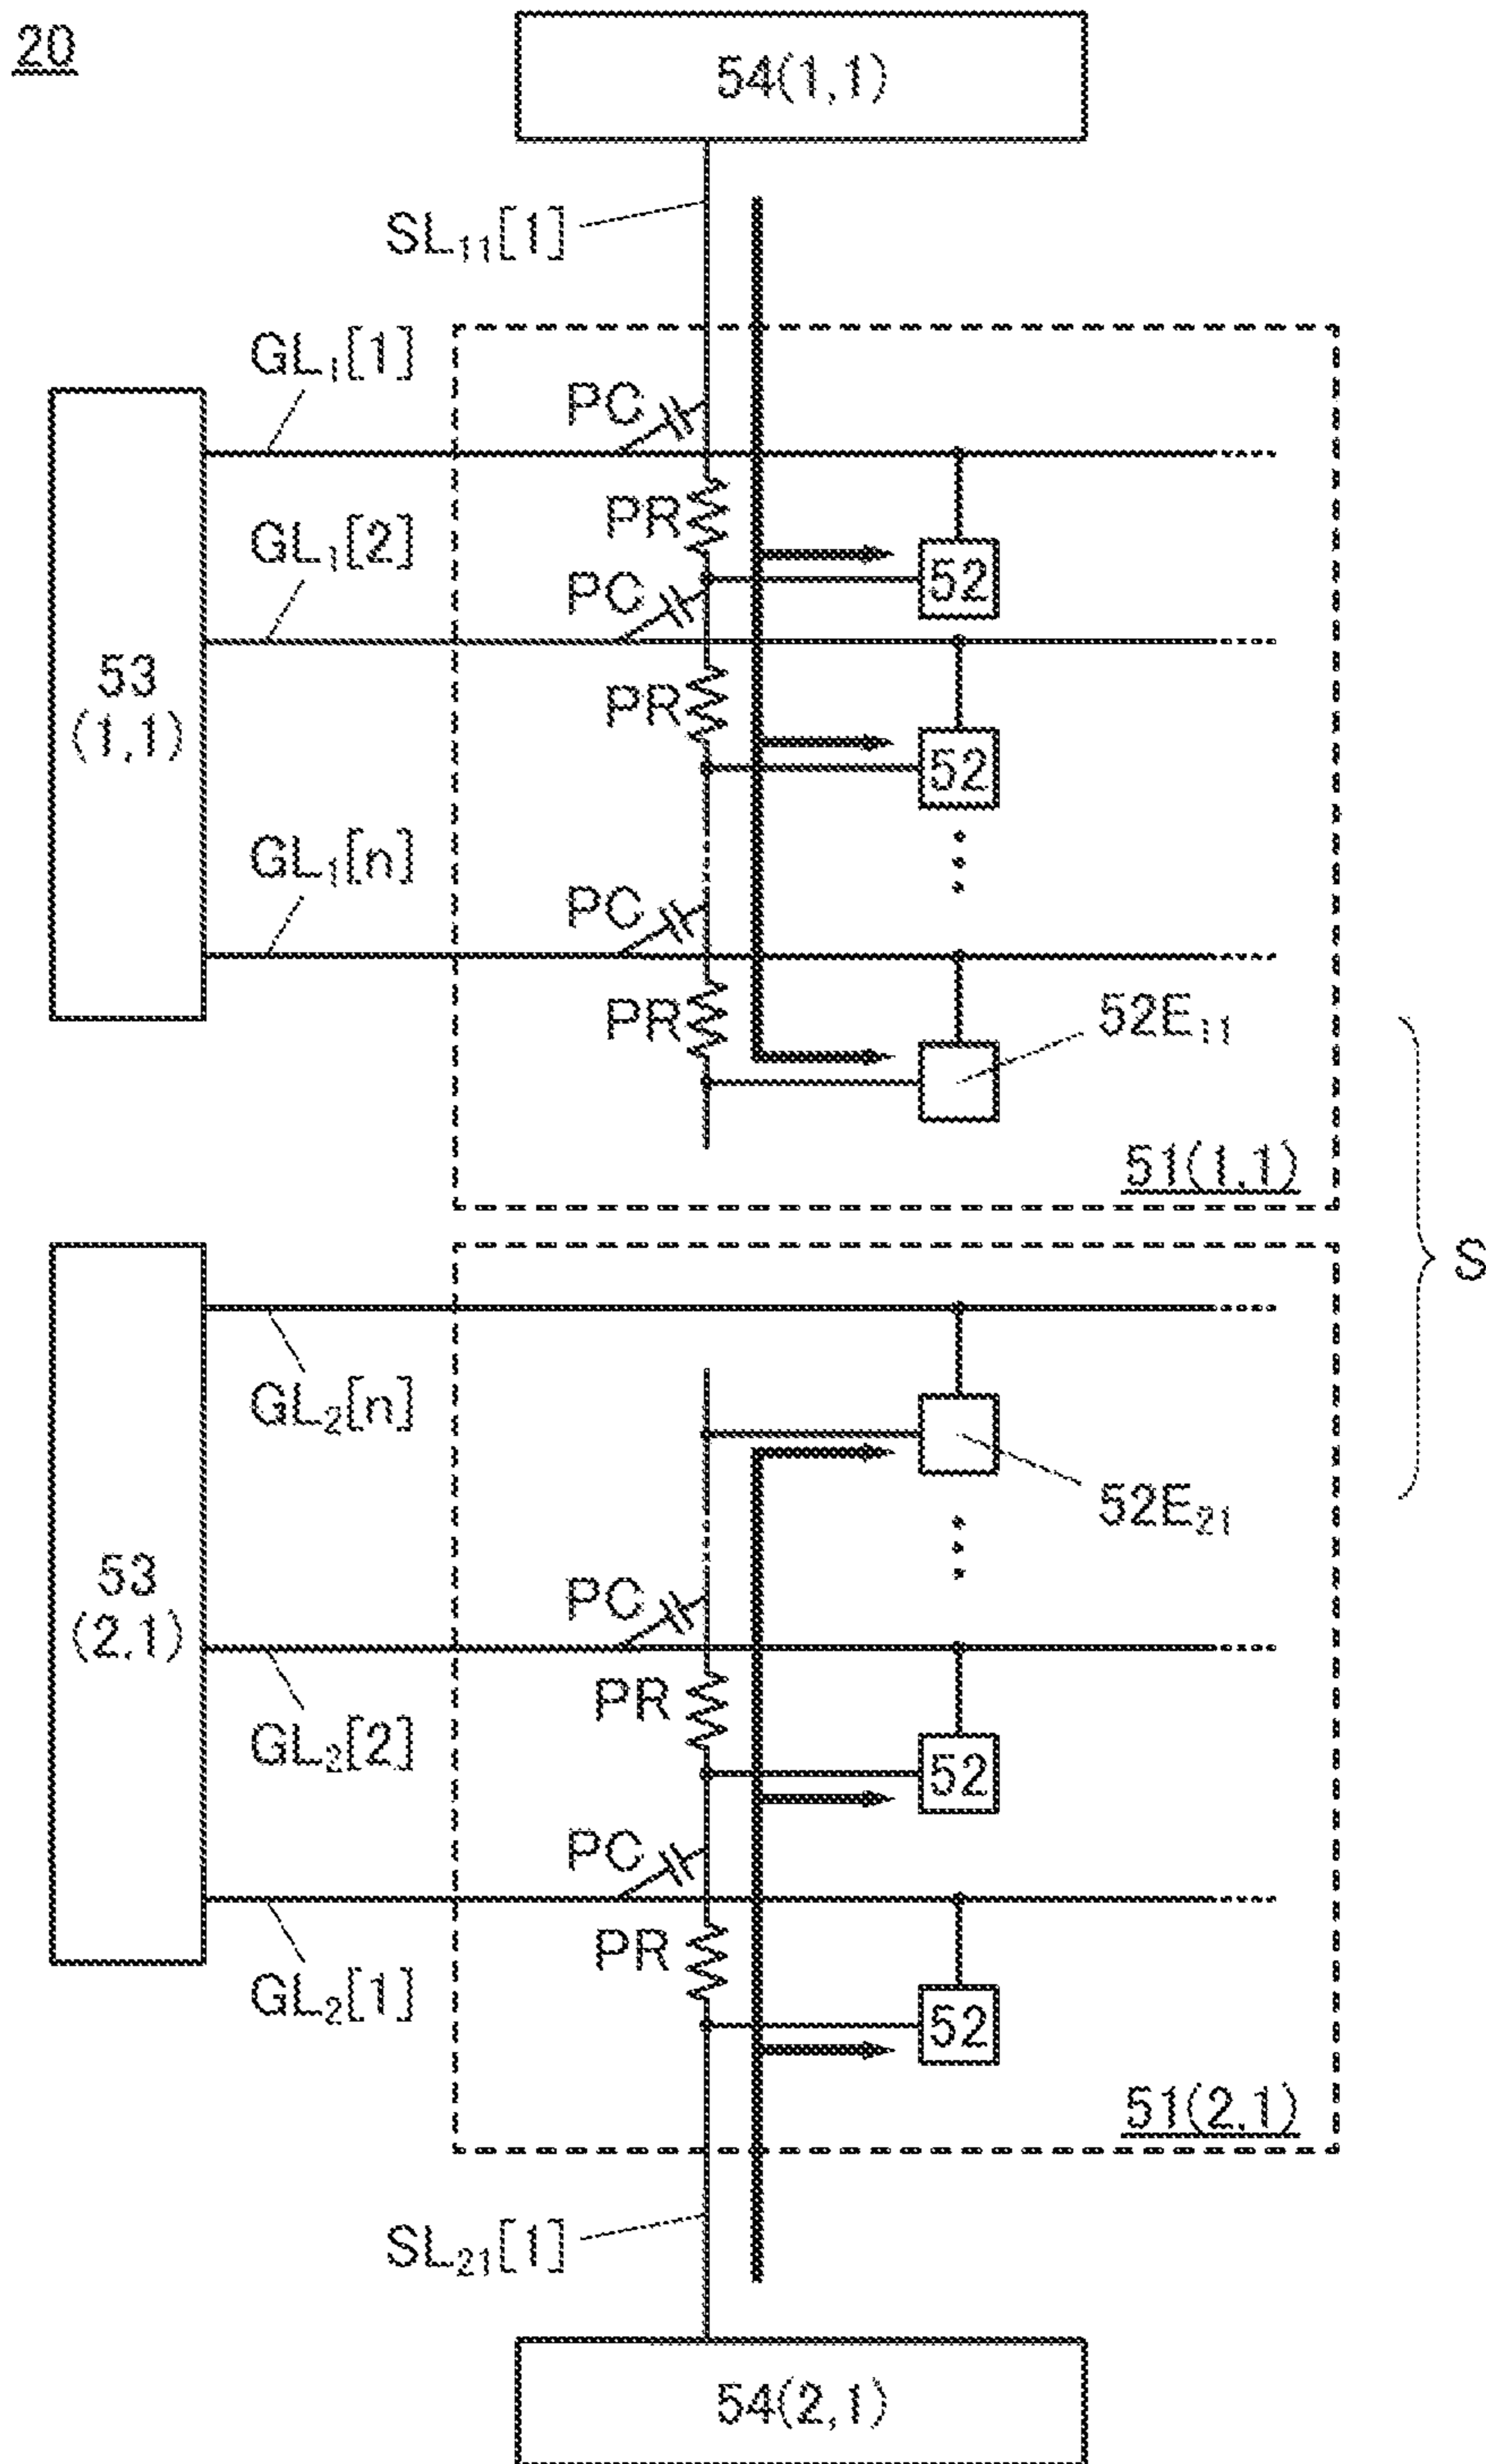 20
54(1,1)
SL₁₁[1]
GL₁[1]
PC
PR
52
GL₁[2]
PC
53
(1,1)
PR
52
GL₁[n]
PC
PR
52E₁₁
51(1,1)
S
GL₂[n]
52E₂₁
53
(2,1)
PC
PR
GL₂[2]
52
PC
PR
GL₂[1]
52
51(2,1)
SL₂₁[1]
54(2,1)